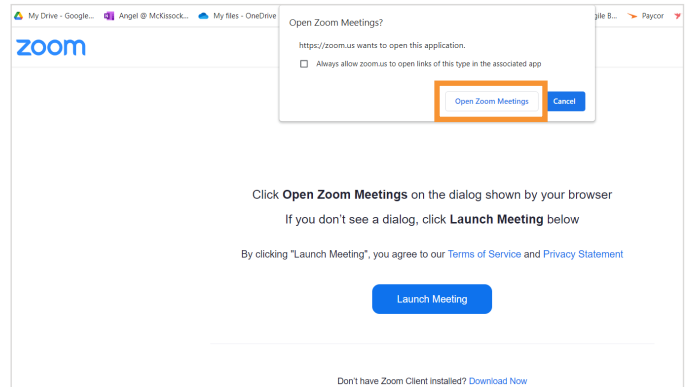 My Drive - Google... Angel @ McKissock... My files - OneDrive gile B... Paycor
zoom
Open Zoom Meetings?
https://zoom.us wants to open this application.
Always allow zoom.us to open links of this type in the associated app
Open Zoom Meetings Cancel
Click Open Zoom Meetings on the dialog shown by your browser
If you don't see a dialog, click Launch Meeting below
By clicking "Launch Meeting", you agree to our Terms of Service and Privacy Statement
Launch Meeting
Don't have Zoom Client installed? Download Now